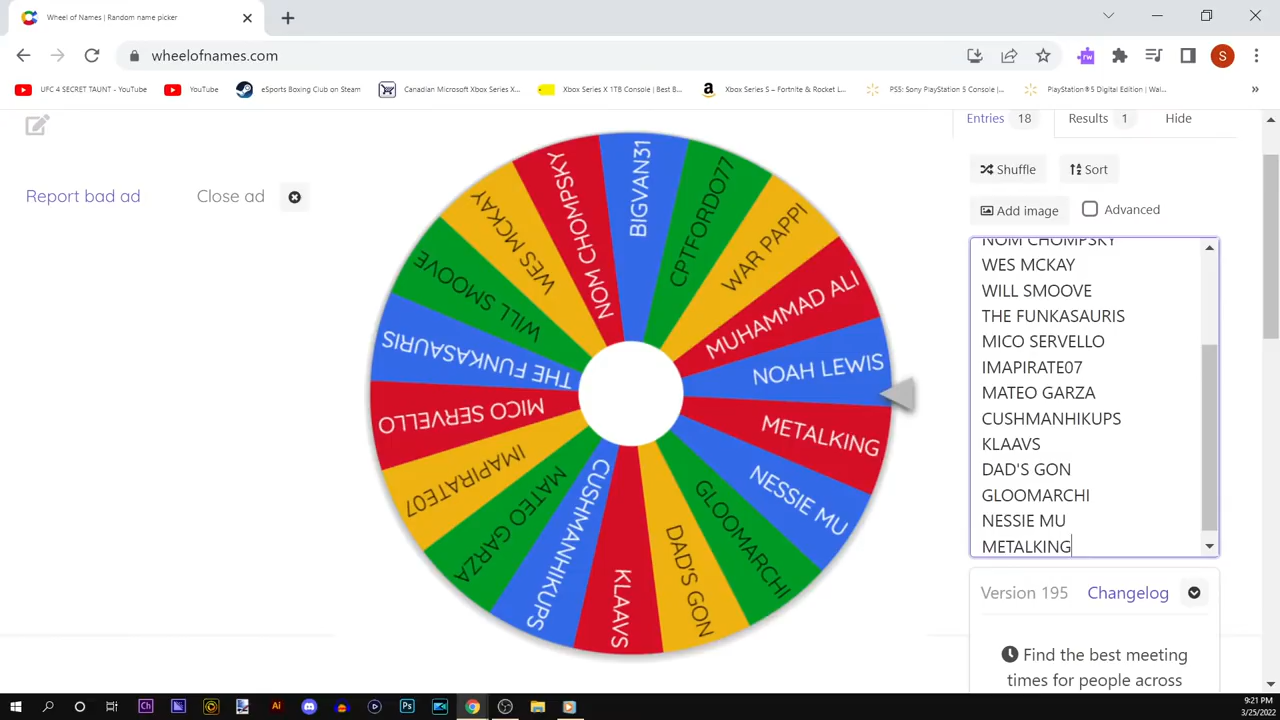 Wheel of Names | Random name picker
wheelofnames.com
S
UFC 4 SECRET TAUNT - YouTube
YouTube
eSports Boxing Club on Steam
Canadian Microsoft Xbox Series X...
Xbox Series X 1TB Console | Best B...
Xbox Series S – Fortnite & Rocket L...
PS5: Sony PlayStation 5 Console |...
PlayStation®5 Digital Edition | Wal...
Report bad ad
Close ad
BIGVAN31
CPTFORDO77
WAR PAPPI
MUHAMMAD ALI
NOAH LEWIS
METALKING
NESSIE MU
GLOOMARCHI
DAD'S GON
KLAAVS
CUSHMANHIKUPS
MATEO GARZA
IMAPIRATE07
MICO SERVELLO
THE FUNKASAURIS
WILL SMOOVE
WES MCKAY
NOM CHOMPSKY
Entries 18
Results 1
Hide
Shuffle
Sort
Add image
Advanced
NOM CHOMPSKY
WES MCKAY
WILL SMOOVE
THE FUNKASAURIS
MICO SERVELLO
IMAPIRATE07
MATEO GARZA
CUSHMANHIKUPS
KLAAVS
DAD'S GON
GLOOMARCHI
NESSIE MU
METALKING
Version 195
Changelog
Find the best meeting
times for people across
Ch
Ai
Ps
9:21 PM
3/25/2022